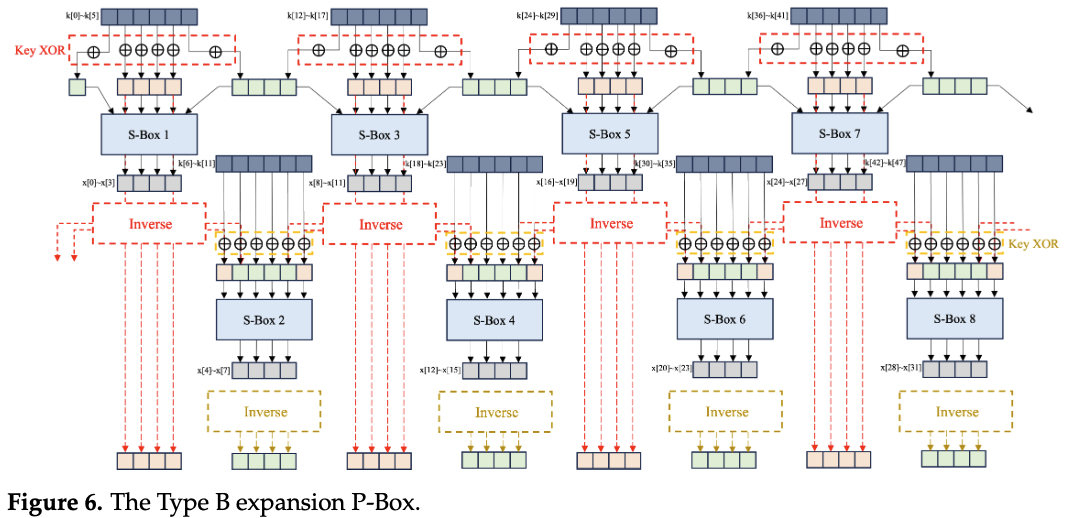 k[0]~k[5]
k[12]~k[17]
k[24]~k[29]
k[36]~k[41]
Key XOR
S-Box 1
S-Box 3
S-Box 5
S-Box 7
k[6]~k[11]
k[18]~k[23]
k[30]~k[35]
k[42]~k[47]
x[0]~x[3]
x[8]~x[11]
x[16]~x[19]
x[24]~x[27]
Inverse
Inverse
Inverse
Inverse
Key XOR
S-Box 2
S-Box 4
S-Box 6
S-Box 8
x[4]~x[7]
x[12]~x[15]
x[20]~x[23]
x[28]~x[31]
Inverse
Inverse
Inverse
Inverse
Figure 6. The Type B expansion P-Box.